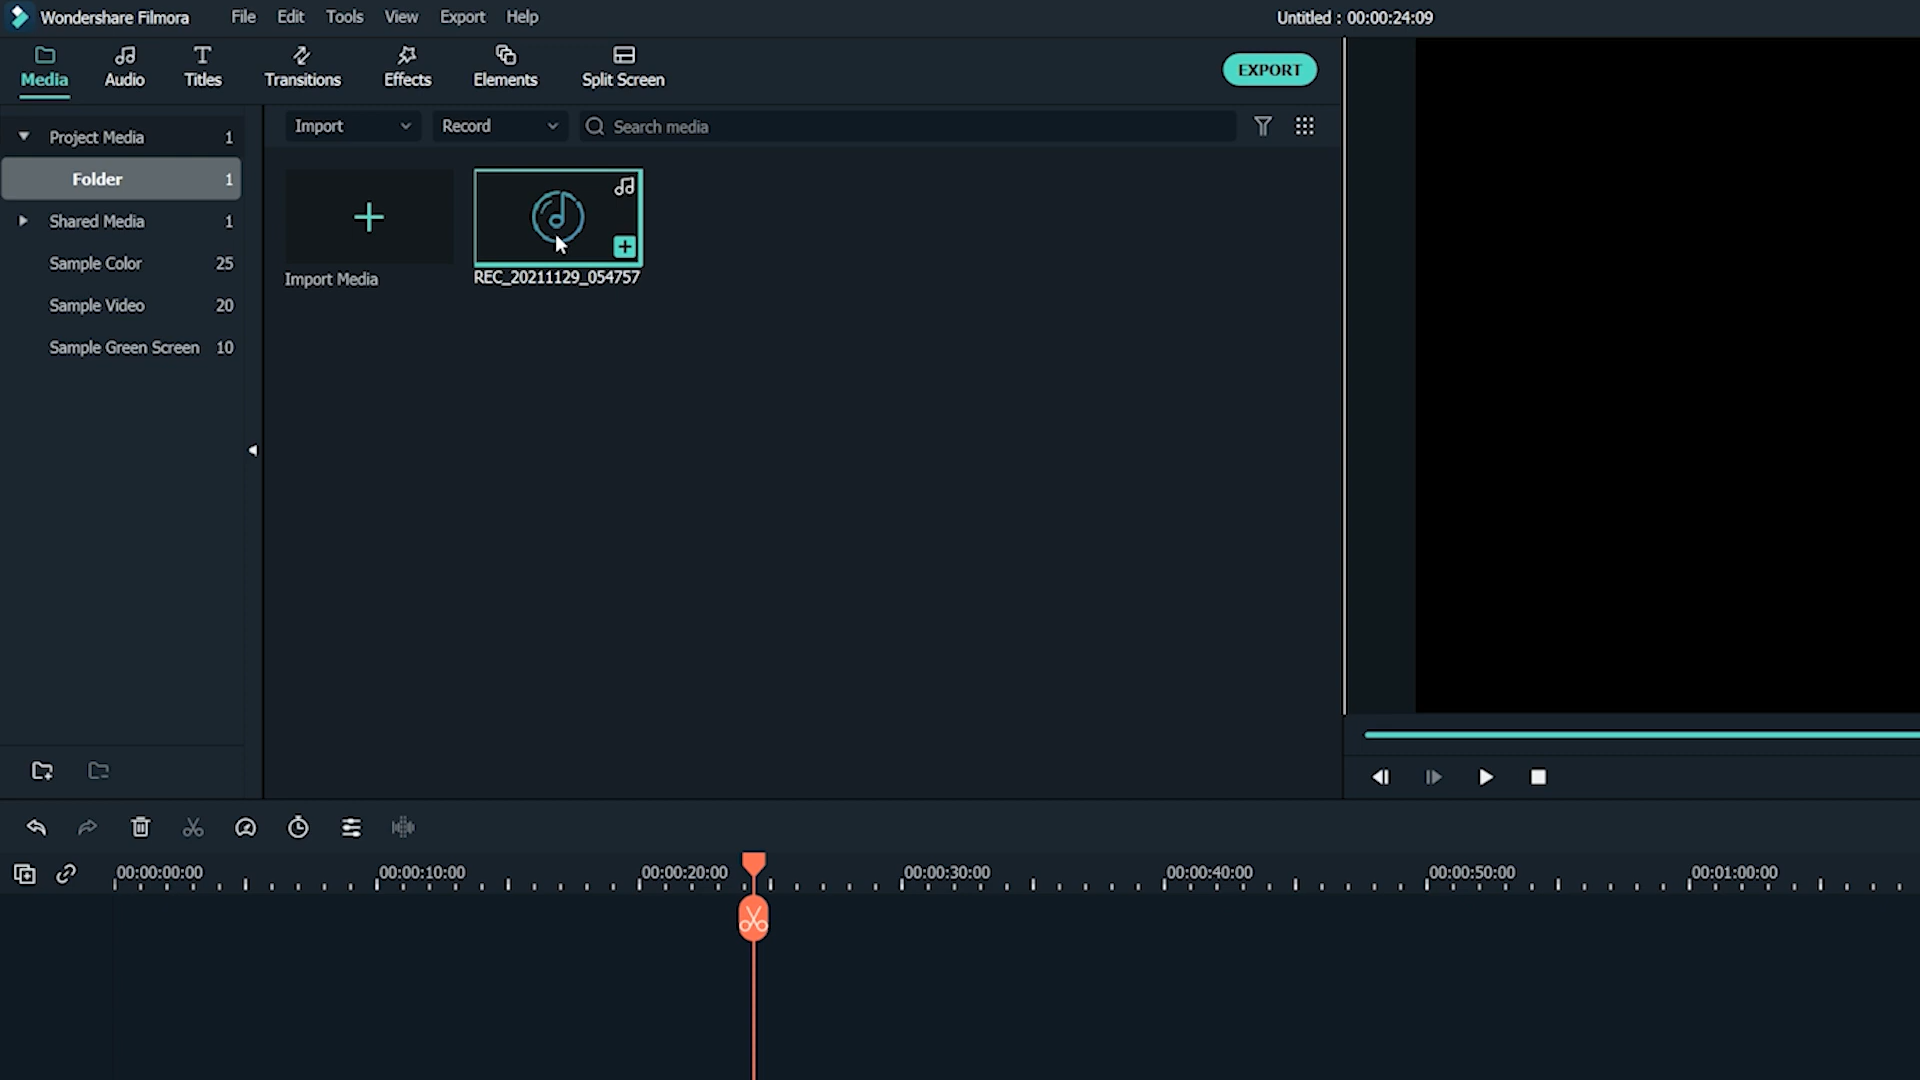 Wondershare Filmora File Edit Tools View Export Help Untitled : 00:00:24:09
Media Audio Titles Transitions Effects Elements Split Screen EXPORT
Import Record Search media
Project Media 1
Folder 1
Shared Media 1
Sample Color 25
Sample Video 20
Sample Green Screen 10
Import Media REC_20211129_054757
00:00:00:00 00:00:10:00 00:00:20:00 00:00:30:00 00:00:40:00 00:00:50:00 00:01:00:00